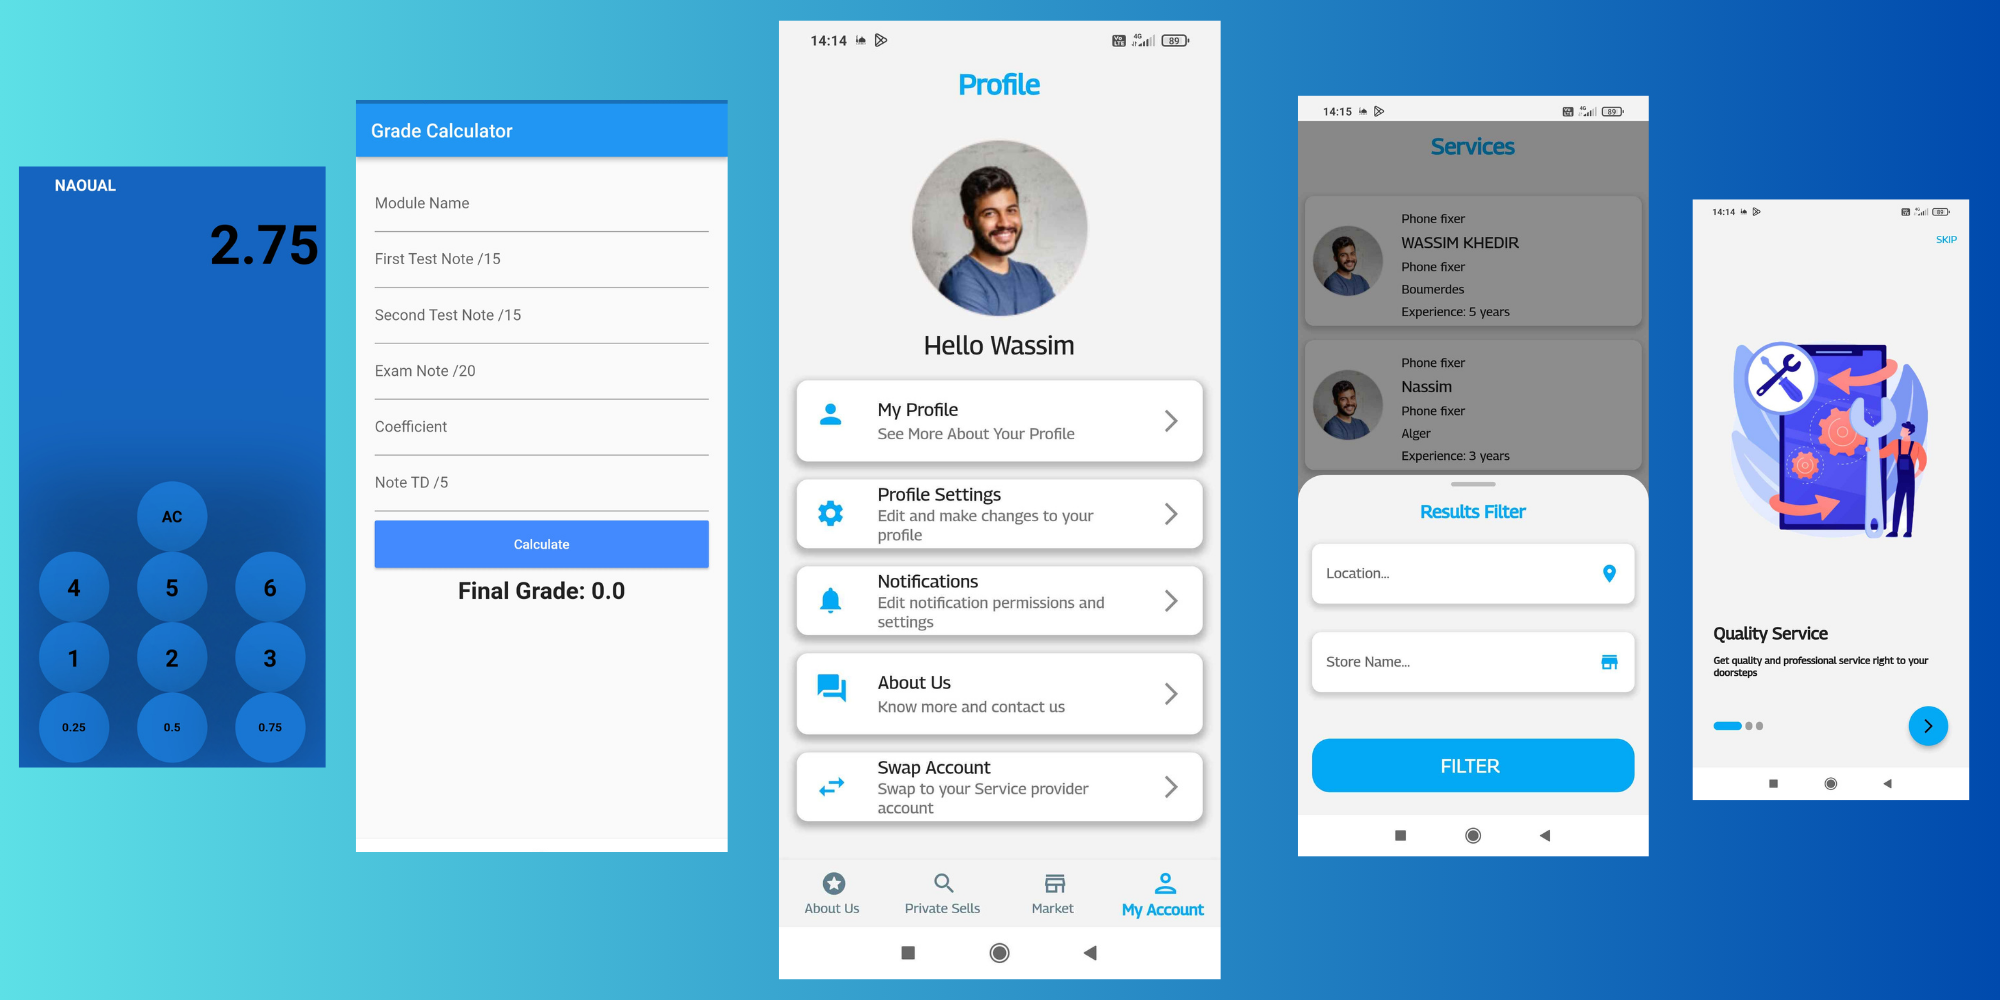 NAOUAL
2.75
AC
4 5 6
1 2 3
0.25 0.5 0.75
Grade Calculator
Module Name
First Test Note /15
Second Test Note /15
Exam Note /20
Coefficient
Note TD /5
Calculate
Final Grade: 0.0
14:14 4G 89
Profile
Hello Wassim
My Profile
See More About Your Profile
Profile Settings
Edit and make changes to your
profile
Notifications
Edit notification permissions and
settings
About Us
Know more and contact us
Swap Account
Swap to your Service provider
account
About Us Private Sells Market My Account
14:15 4G 89
Services
Phone fixer
WASSIM KHEDIR
Phone fixer
Boumerdes
Experience: 5 years
Phone fixer
Nassim
Phone fixer
Alger
Experience: 3 years
Results Filter
Location...
Store Name...
FILTER
14:14 89
SKIP
Quality Service
Get quality and professional service right to your
doorsteps